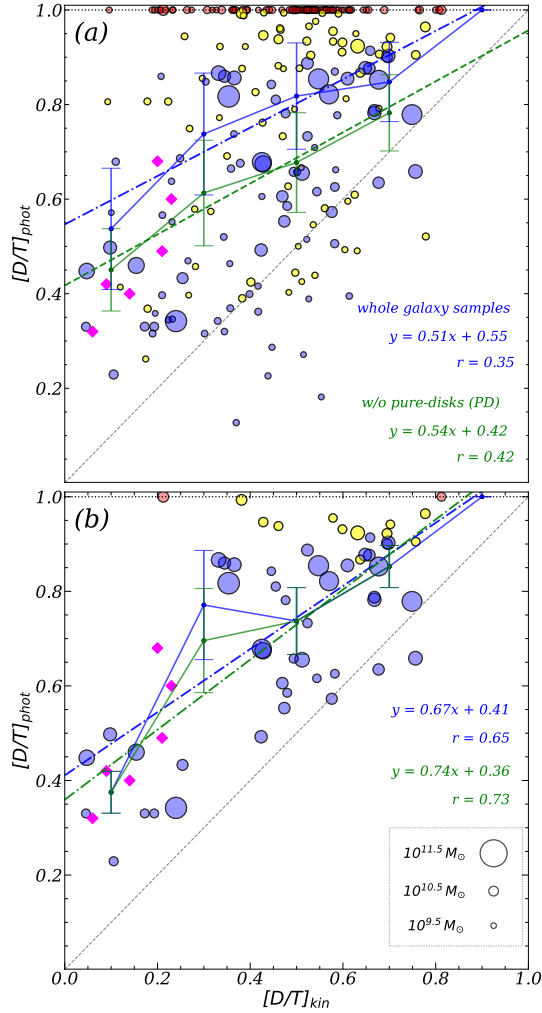 1.0
(a)
0.8
0.6
[D/T]phot
0.4
whole galaxy samples
y = 0.51x + 0.55
r = 0.35
0.2
w/o pure-disks (PD)
y = 0.54x + 0.42
r = 0.42
1.0
(b)
0.8
0.6
[D/T]phot
0.4
y = 0.67x + 0.41
r = 0.65
y = 0.74x + 0.36
r = 0.73
0.2
10^11.5 M⊙
10^10.5 M⊙
10^9.5 M⊙
0.0 0.2 0.4 0.6 0.8 1.0
[D/T]kin